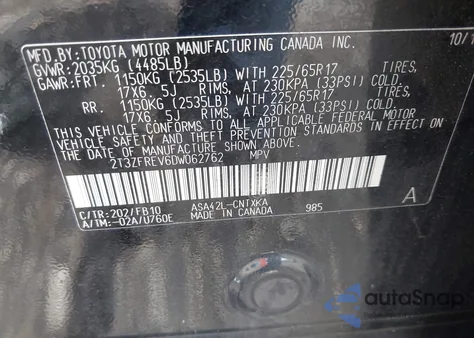 MFD.BY:TOYOTA MOTOR MANUFACTURING CANADA INC. 10/1
GVWR:2035KG (4485LB)
GAWR:FRT. 1150KG (2535LB) WITH 225/65R17 TIRES,
17X6.5J RIMS, AT 230KPA (33PSI) COLD.
RR. 1150KG (2535LB) WITH 225/65R17 TIRES,
17X6.5J RIMS, AT 230KPA (33PSI) COLD.
THIS VEHICLE CONFORMS TO ALL APPLICABLE FEDERAL MOTOR
VEHICLE SAFETY AND THEFT PREVENTION STANDARDS IN EFFECT ON
THE DATE OF MANUFACTURE SHOWN ABOVE.
2T3ZFREV6DW062762 MPV
C/TR:202/FB10 ASA42L-CNTXKA A
A/TM:-02A/U760E MADE IN CANADA 985
autoSnap